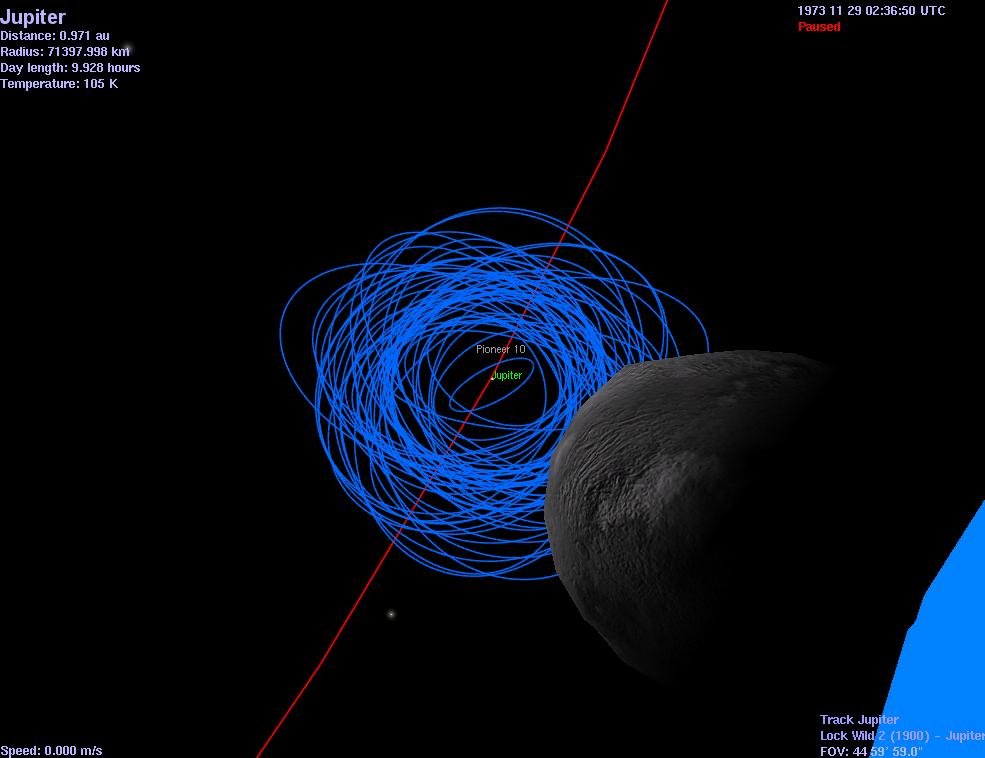 Jupiter
Distance: 0.971 au
Radius: 71397.998 km
Day length: 9.928 hours
Temperature: 105 K
1973 11 29 02:36:50 UTC
Paused
Pioneer 10
Jupiter
Speed: 0.000 m/s
Track Jupiter
Lock Wild 2 (1900) - Jupiter
FOV: 44 59' 59.0"